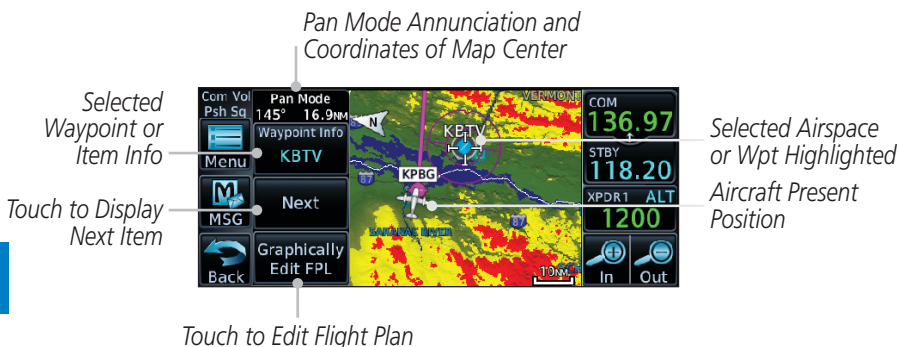 Pan Mode Annunciation and
Coordinates of Map Center
Selected
Waypoint or
Item Info
Touch to Display
Next Item
Com Vol
Psh Sq
Menu
MSG
Back
Pan Mode
145° 16.9NM
Waypoint Info
KBTV
Next
Graphically
Edit FPL
VERMONT
N
KBTV
87
KPBG
87
SARANAC RIVER
10NM
COM
136.97
STBY
118.20
XPDR1 ALT
1200
In Out
Selected Airspace
or Wpt Highlighted
Aircraft Present
Position
Touch to Edit Flight Plan